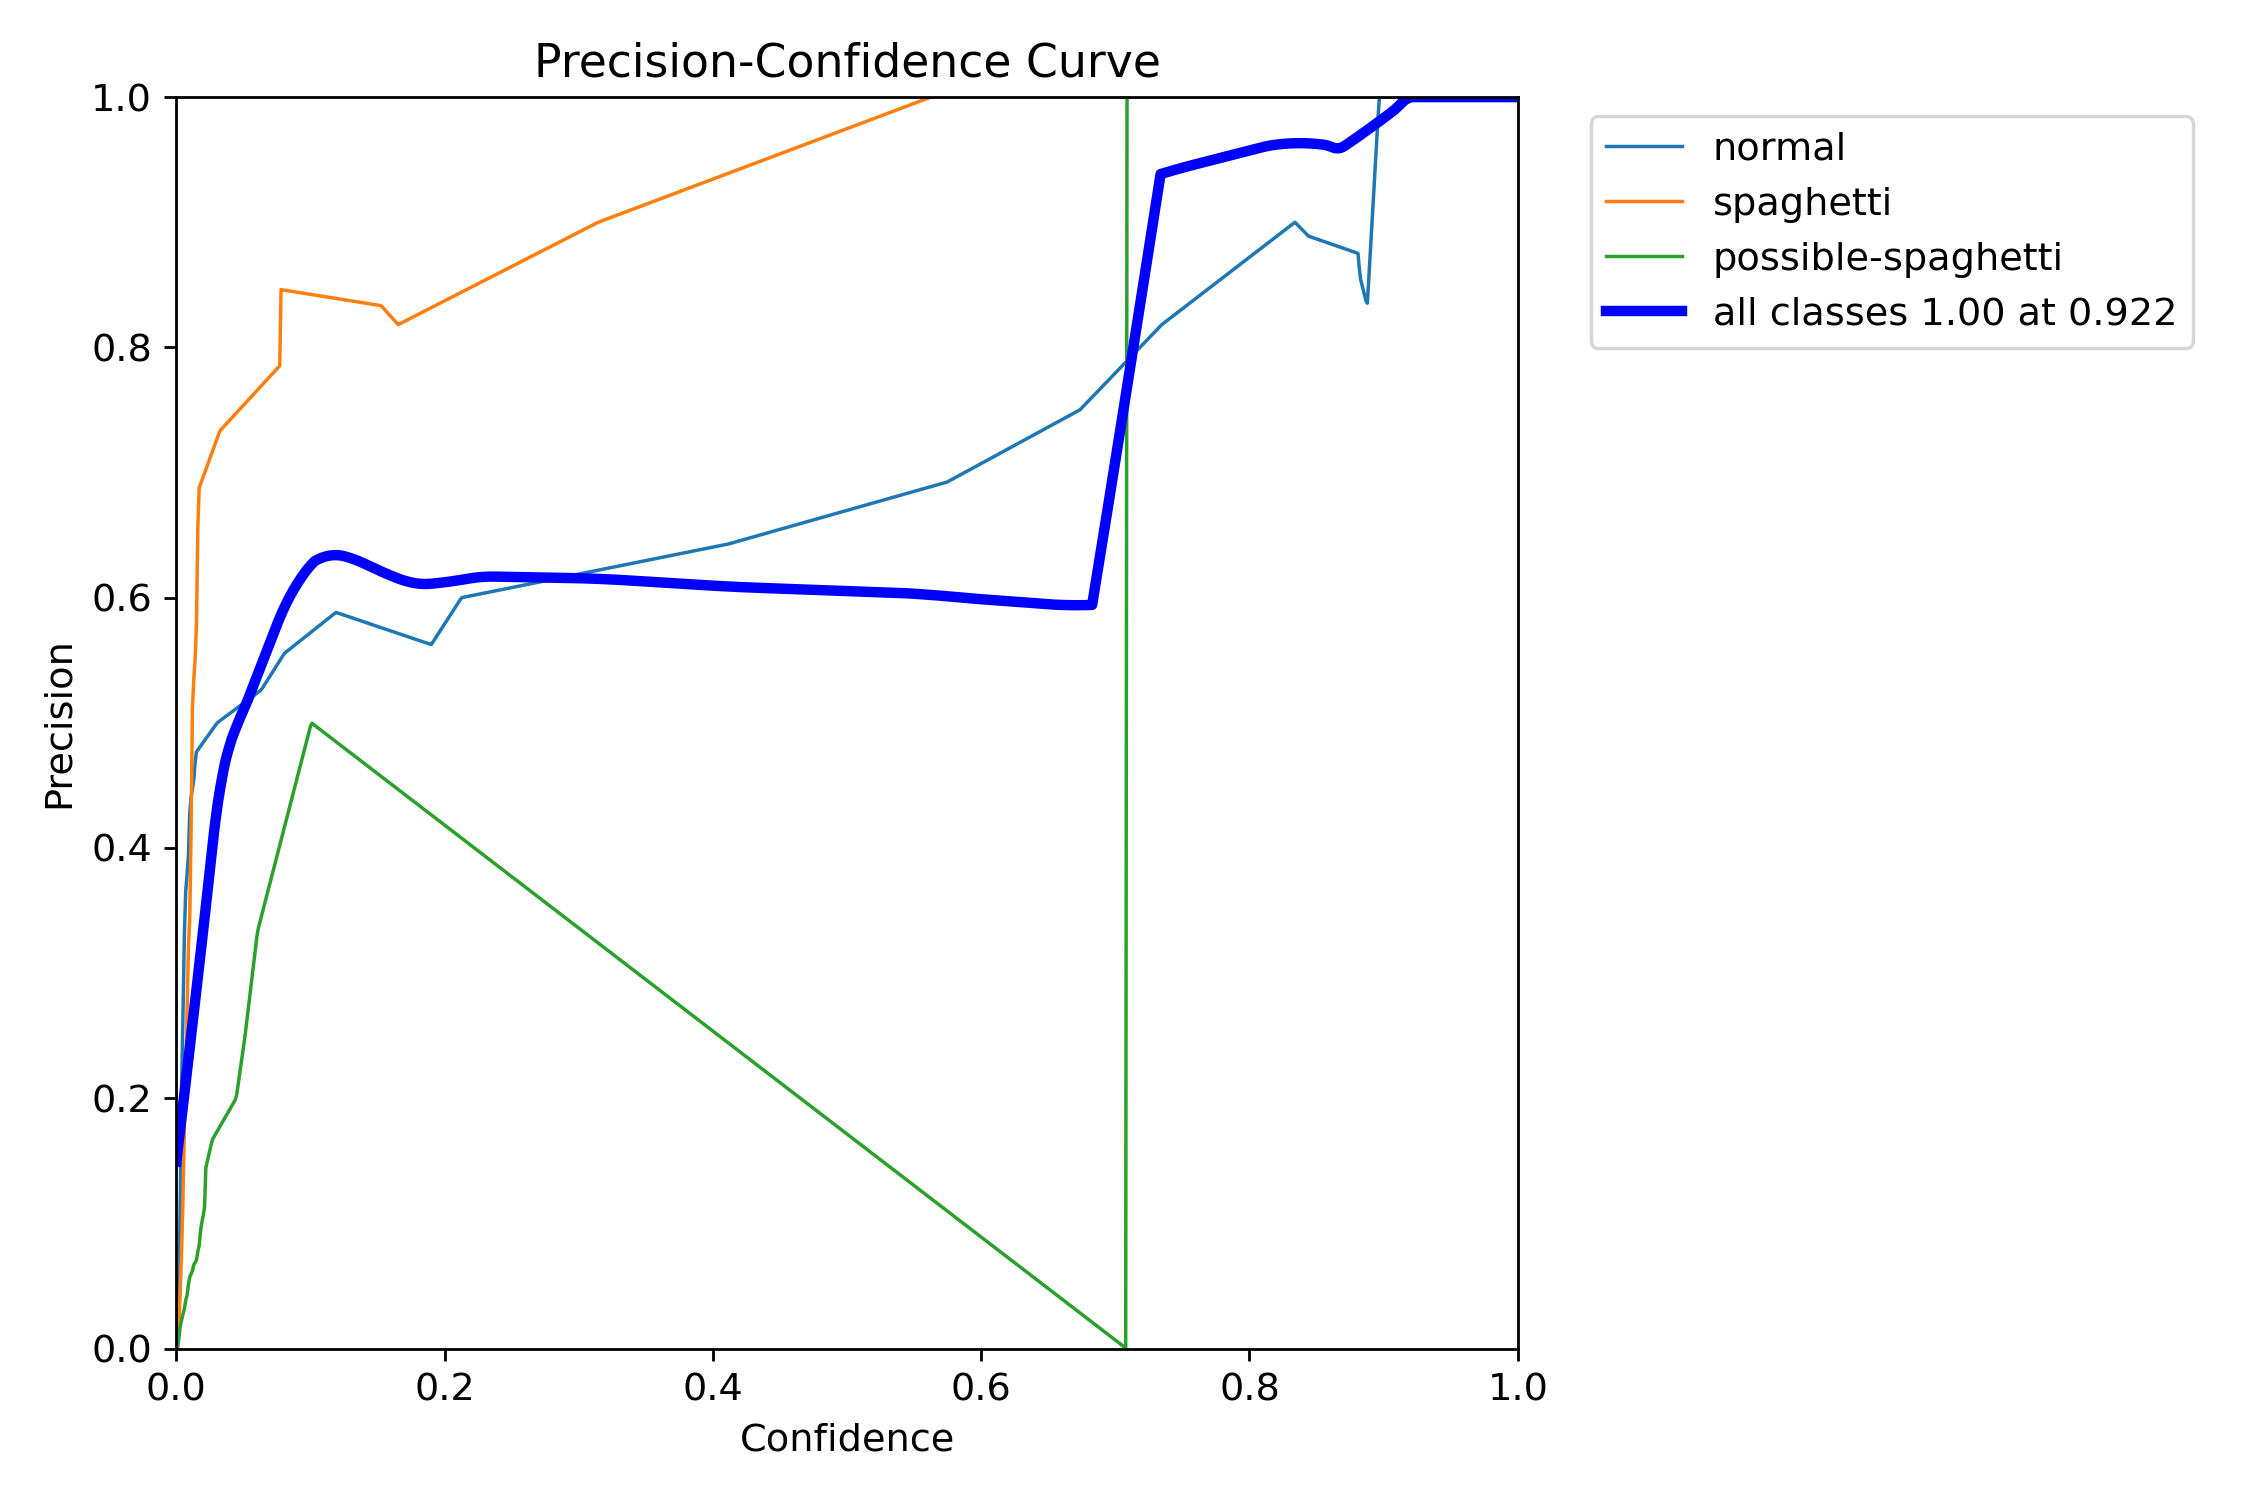 Precision-Confidence Curve
1.0
0.8
0.6
0.4
0.2
0.0
Precision
0.0 0.2 0.4 0.6 0.8 1.0
Confidence
normal
spaghetti
possible-spaghetti
all classes 1.00 at 0.922